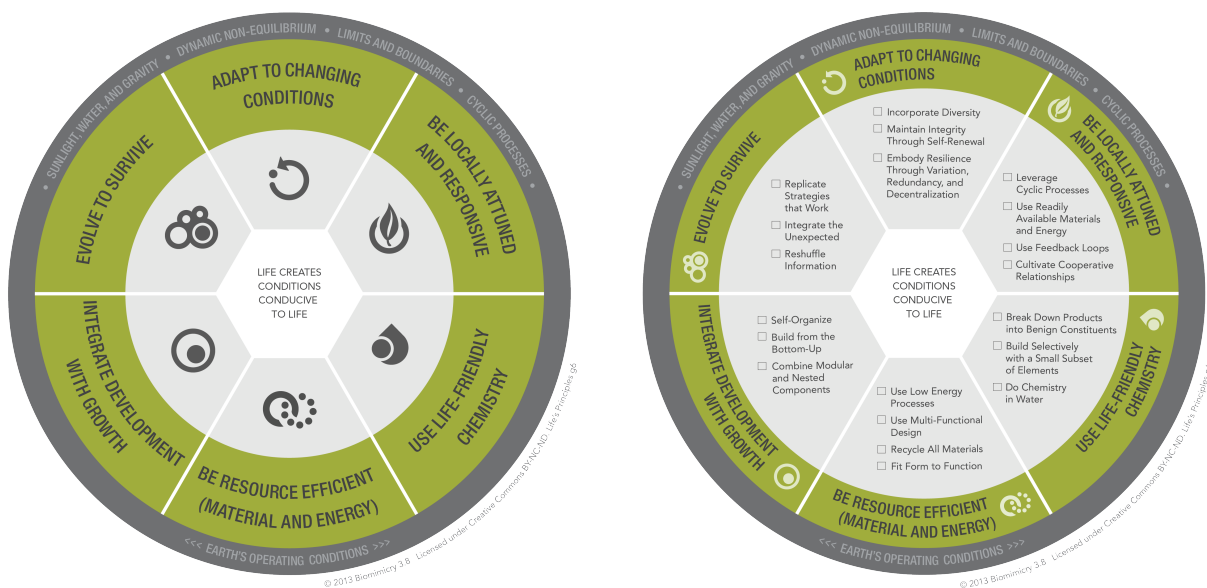 • SUNLIGHT, WATER, AND GRAVITY • DYNAMIC NON-EQUILIBRIUM • LIMITS AND BOUNDARIES • CYCLIC PROCESSES •
ADAPT TO CHANGING
CONDITIONS
BE LOCALLY ATTUNED
AND RESPONSIVE
USE LIFE-FRIENDLY
CHEMISTRY
BE RESOURCE EFFICIENT
(MATERIAL AND ENERGY)
INTEGRATE DEVELOPMENT
WITH GROWTH
EVOLVE TO SURVIVE
LIFE CREATES
CONDITIONS
CONDUCIVE
TO LIFE
<<< EARTH'S OPERATING CONDITIONS >>>
© 2013 Biomimicry 3.8 Licensed under Creative Commons BY-NC-ND. Life's Principles g6
• SUNLIGHT, WATER, AND GRAVITY • DYNAMIC NON-EQUILIBRIUM • LIMITS AND BOUNDARIES • CYCLIC PROCESSES •
ADAPT TO CHANGING
CONDITIONS
Incorporate Diversity
Maintain Integrity
Through Self-Renewal
Embody Resilience
Through Variation,
Redundancy, and
Decentralization
BE LOCALLY ATTUNED
AND RESPONSIVE
Leverage
Cyclic Processes
Use Readily
Available Materials
and Energy
Use Feedback Loops
Cultivate Cooperative
Relationships
USE LIFE-FRIENDLY
CHEMISTRY
Break Down Products
into Benign Constituents
Build Selectively
with a Small Subset
of Elements
Do Chemistry
in Water
BE RESOURCE EFFICIENT
(MATERIAL AND ENERGY)
Use Low Energy
Processes
Use Multi-Functional
Design
Recycle All Materials
Fit Form to Function
INTEGRATE DEVELOPMENT
WITH GROWTH
Self-Organize
Build from the
Bottom-Up
Combine Modular
and Nested
Components
EVOLVE TO SURVIVE
Replicate
Strategies
that Work
Integrate the
Unexpected
Reshuffle
Information
LIFE CREATES
CONDITIONS
CONDUCIVE
TO LIFE
<<< EARTH'S OPERATING CONDITIONS >>>
© 2013 Biomimicry 3.8 Licensed under Creative Commons BY-NC-ND. Life's Principles